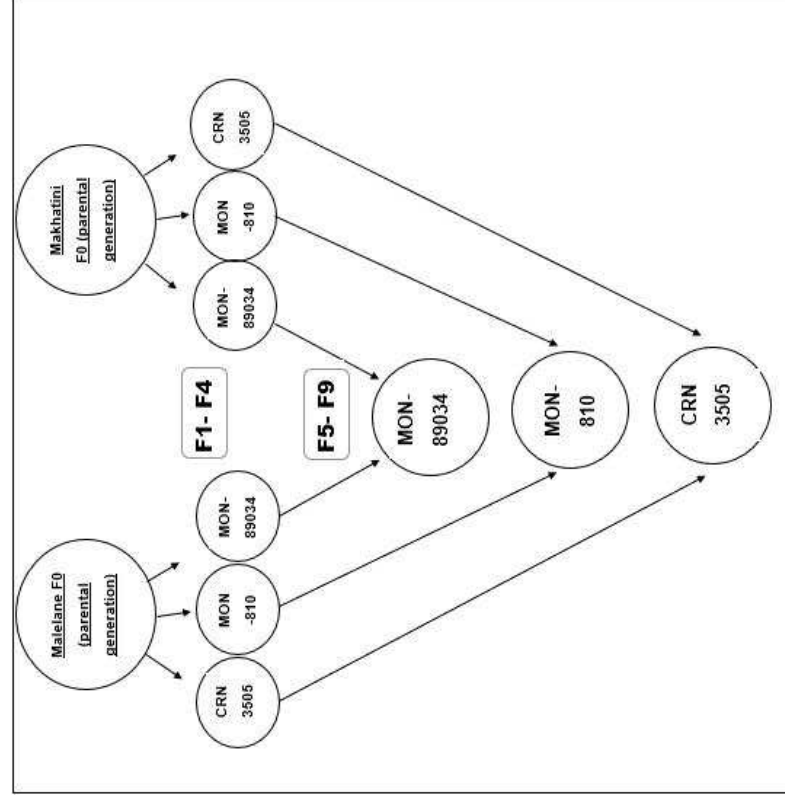 Malelane F0
(parental
generation)
Makhatini
F0 (parental
generation)
CRN
3505
MON
-810
MON-
89034
F1- F4
MON-
89034
MON
-810
CRN
3505
F5- F9
MON-
89034
MON-
810
CRN
3505